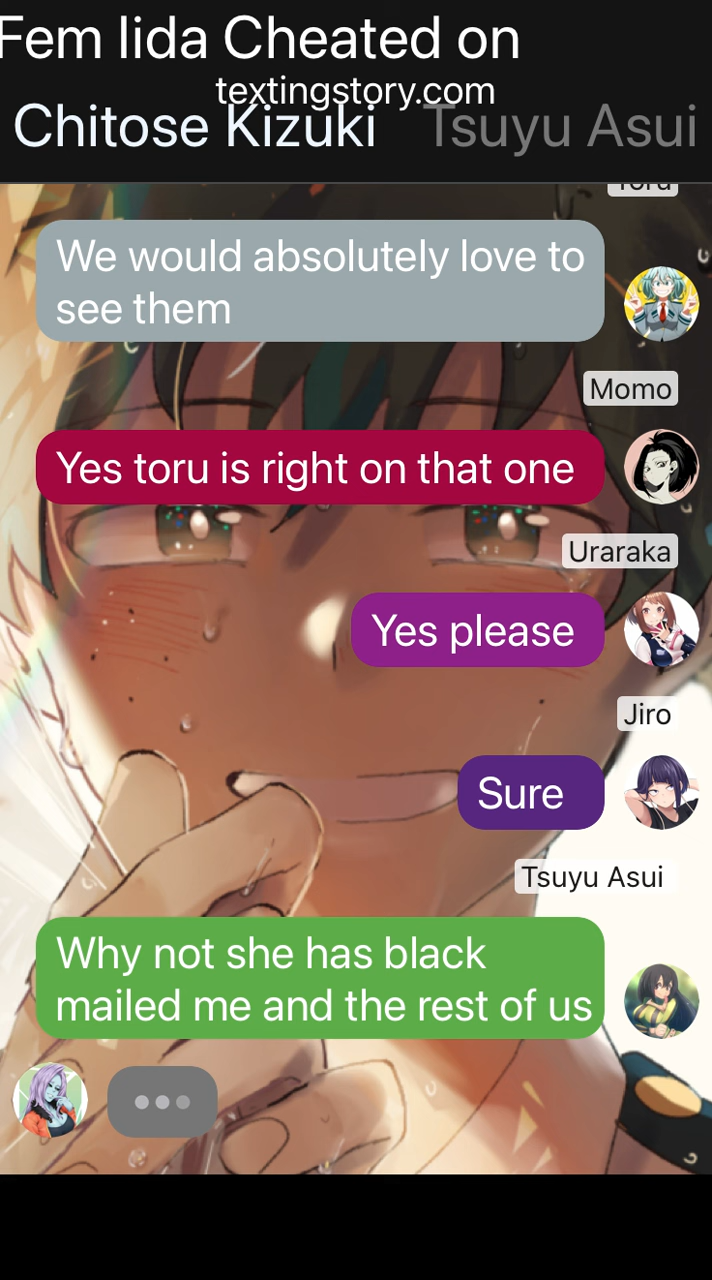 Fem Iida Cheated on
textingstory.com
Chitose Kizuki
Tsuyu Asui
Toru
We would absolutely love to
see them
Momo
Yes toru is right on that one
Uraraka
Yes please
Jiro
Sure
Tsuyu Asui
Why not she has black
mailed me and the rest of us